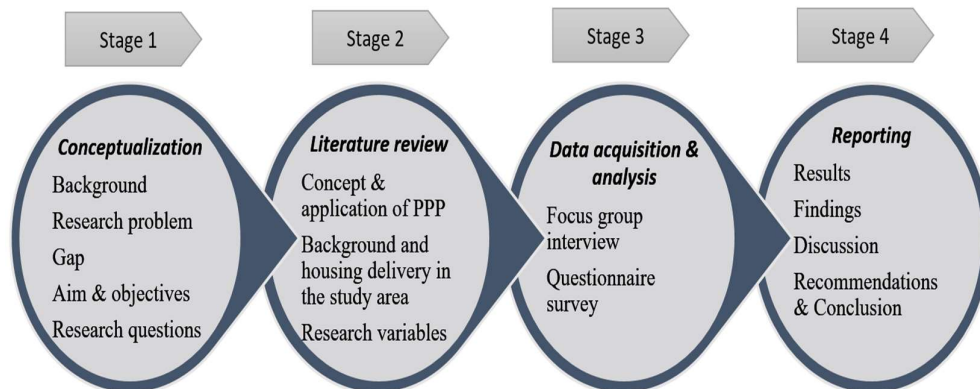 Stage 1
Stage 2
Stage 3
Stage 4
Conceptualization
Background
Research problem
Gap
Aim & objectives
Research questions
Literature review
Concept &
application of PPP
Background and
housing delivery in
the study area
Research variables
Data acquisition &
analysis
Focus group
interview
Questionnaire
survey
Reporting
Results
Findings
Discussion
Recommendations
& Conclusion